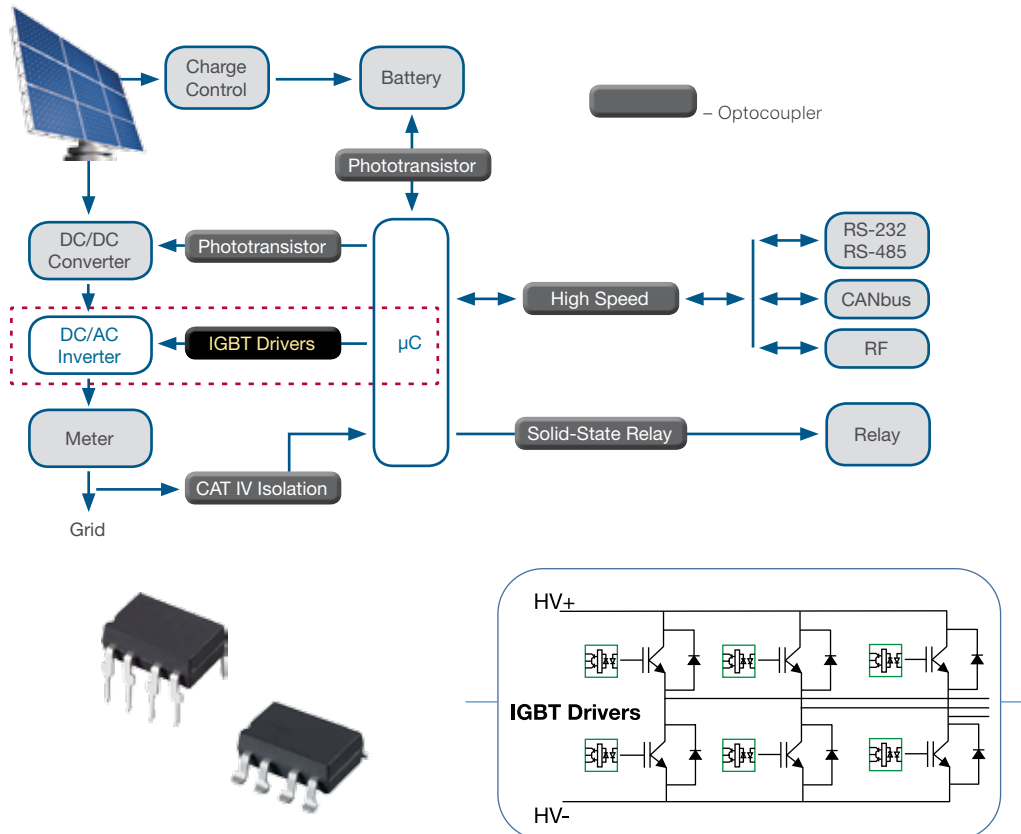 Charge
Control
Battery
– Optocoupler
Phototransistor
DC/DC
Converter
Phototransistor
RS-232
RS-485
High Speed
CANbus
DC/AC
Inverter
IGBT Drivers
µC
RF
Meter
Solid-State Relay
Relay
CAT IV Isolation
Grid
HV+
IGBT Drivers
HV-